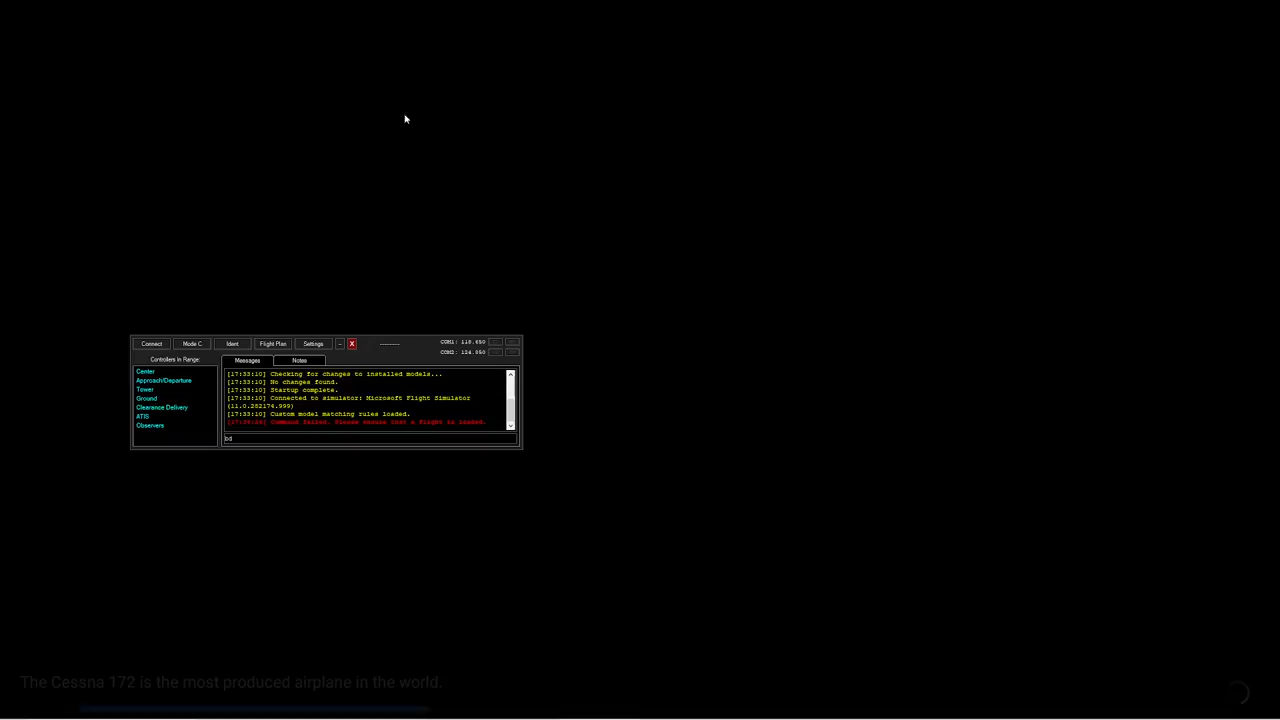 Connect Mode C Ident Flight Plan Settings - X -------- COM1: 118.650
COM2: 124.850
Controllers In Range:
Messages Notes
Center
Approach/Departure
Tower
Ground
Clearance Delivery
ATIS
Observers
[17:33:10] Checking for changes to installed models...
[17:33:10] No changes found.
[17:33:10] Startup complete.
[17:33:10] Connected to simulator: Microsoft Flight Simulator
(11.0.282174.999)
[17:33:10] Custom model matching rules loaded.
Command failed. Please ensure that a flight is loaded.
bd
The Cessna 172 is the most produced airplane in the world.